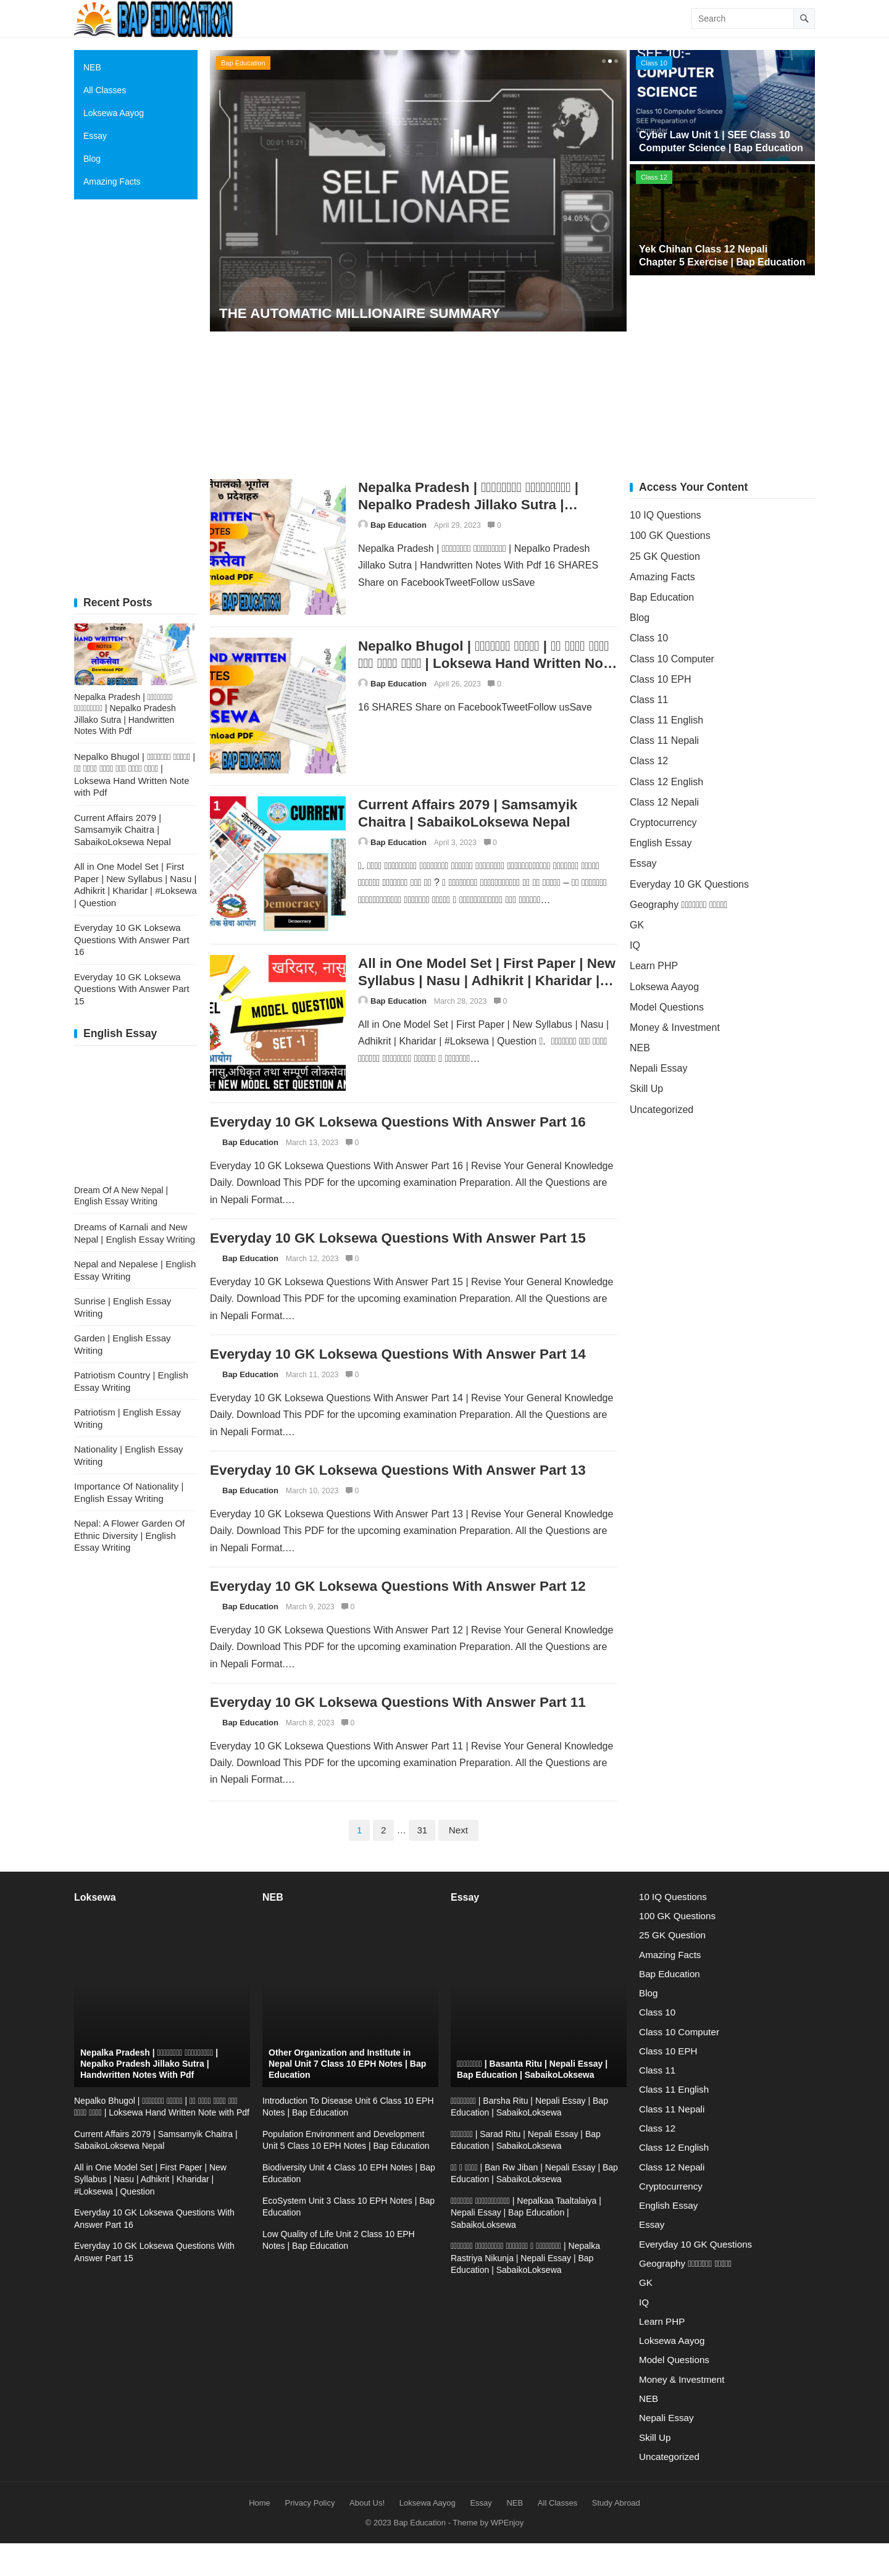 BAP EDUCATION
Search
NEB
All Classes
Loksewa Aayog
Essay
Blog
Amazing Facts
Bap Education
SELF MADE
MILLIONAIRE
94.05%
THE AUTOMATIC MILLIONAIRE SUMMARY
SEE 10:-
Class 10
COMPUTER
SCIENCE
Class 10 Computer Science
SEE Preparation of
Computer
Cyber Law Unit 1 | SEE Class 10
Computer Science | Bap Education
Class 12
Yek Chihan Class 12 Nepali
Chapter 5 Exercise | Bap Education
Recent Posts
Nepalka Pradesh |
| Nepalko Pradesh
Jillako Sutra | Handwritten
Notes With Pdf
Nepalko Bhugol | |
|
Loksewa Hand Written Note
with Pdf
Current Affairs 2079 |
Samsamyik Chaitra |
SabaikoLoksewa Nepal
All in One Model Set | First
Paper | New Syllabus | Nasu |
Adhikrit | Kharidar | #Loksewa
| Question
Everyday 10 GK Loksewa
Questions With Answer Part
16
Everyday 10 GK Loksewa
Questions With Answer Part
15
English Essay
Dream Of A New Nepal |
English Essay Writing
Dreams of Karnali and New
Nepal | English Essay Writing
Nepal and Nepalese | English
Essay Writing
Sunrise | English Essay
Writing
Garden | English Essay
Writing
Patriotism Country | English
Essay Writing
Patriotism | English Essay
Writing
Nationality | English Essay
Writing
Importance Of Nationality |
English Essay Writing
Nepal: A Flower Garden Of
Ethnic Diversity | English
Essay Writing
Nepalka Pradesh | |
Nepalko Pradesh Jillako Sutra |…
Bap Education April 29, 2023 0
Nepalka Pradesh | | Nepalko Pradesh
Jillako Sutra | Handwritten Notes With Pdf 16 SHARES
Share on FacebookTweetFollow usSave
Nepalko Bhugol | |
| Loksewa Hand Written No…
Bap Education April 26, 2023 0
16 SHARES Share on FacebookTweetFollow usSave
CURRENT
Democracy
Current Affairs 2079 | Samsamyik
Chaitra | SabaikoLoksewa Nepal
Bap Education April 3, 2023 0
खरिदार, नासु
MODEL QUESTION
SET -1
नासु,अधिकृत तथा सम्पूर्ण लोकसेवा
NEW MODEL SET QUESTION
All in One Model Set | First Paper | New
Syllabus | Nasu | Adhikrit | Kharidar |…
Bap Education March 28, 2023 0
All in One Model Set | First Paper | New Syllabus | Nasu |
Adhikrit | Kharidar | #Loksewa | Question
Everyday 10 GK Loksewa Questions With Answer Part 16
Bap Education March 13, 2023 0
Everyday 10 GK Loksewa Questions With Answer Part 16 | Revise Your General Knowledge
Daily. Download This PDF for the upcoming examination Preparation. All the Questions are
in Nepali Format.…
Everyday 10 GK Loksewa Questions With Answer Part 15
Bap Education March 12, 2023 0
Everyday 10 GK Loksewa Questions With Answer Part 15 | Revise Your General Knowledge
Daily. Download This PDF for the upcoming examination Preparation. All the Questions are
in Nepali Format.…
Everyday 10 GK Loksewa Questions With Answer Part 14
Bap Education March 11, 2023 0
Everyday 10 GK Loksewa Questions With Answer Part 14 | Revise Your General Knowledge
Daily. Download This PDF for the upcoming examination Preparation. All the Questions are
in Nepali Format.…
Everyday 10 GK Loksewa Questions With Answer Part 13
Bap Education March 10, 2023 0
Everyday 10 GK Loksewa Questions With Answer Part 13 | Revise Your General Knowledge
Daily. Download This PDF for the upcoming examination Preparation. All the Questions are
in Nepali Format.…
Everyday 10 GK Loksewa Questions With Answer Part 12
Bap Education March 9, 2023 0
Everyday 10 GK Loksewa Questions With Answer Part 12 | Revise Your General Knowledge
Daily. Download This PDF for the upcoming examination Preparation. All the Questions are
in Nepali Format.…
Everyday 10 GK Loksewa Questions With Answer Part 11
Bap Education March 8, 2023 0
Everyday 10 GK Loksewa Questions With Answer Part 11 | Revise Your General Knowledge
Daily. Download This PDF for the upcoming examination Preparation. All the Questions are
in Nepali Format.…
1 2 … 31 Next
Access Your Content
10 IQ Questions
100 GK Questions
25 GK Question
Amazing Facts
Bap Education
Blog
Class 10
Class 10 Computer
Class 10 EPH
Class 11
Class 11 English
Class 11 Nepali
Class 12
Class 12 English
Class 12 Nepali
Cryptocurrency
English Essay
Essay
Everyday 10 GK Questions
Geography
GK
IQ
Learn PHP
Loksewa Aayog
Model Questions
Money & Investment
NEB
Nepali Essay
Skill Up
Uncategorized
Loksewa
Nepalka Pradesh | |
Nepalko Pradesh Jillako Sutra |
Handwritten Notes With Pdf
Nepalko Bhugol | |
| Loksewa Hand Written Note with Pdf
Current Affairs 2079 | Samsamyik Chaitra |
SabaikoLoksewa Nepal
All in One Model Set | First Paper | New
Syllabus | Nasu | Adhikrit | Kharidar |
#Loksewa | Question
Everyday 10 GK Loksewa Questions With
Answer Part 16
Everyday 10 GK Loksewa Questions With
Answer Part 15
NEB
Other Organization and Institute in
Nepal Unit 7 Class 10 EPH Notes | Bap
Education
Introduction To Disease Unit 6 Class 10 EPH
Notes | Bap Education
Population Environment and Development
Unit 5 Class 10 EPH Notes | Bap Education
Biodiversity Unit 4 Class 10 EPH Notes | Bap
Education
EcoSystem Unit 3 Class 10 EPH Notes | Bap
Education
Low Quality of Life Unit 2 Class 10 EPH
Notes | Bap Education
Essay
| Basanta Ritu | Nepali Essay |
Bap Education | SabaikoLoksewa
| Barsha Ritu | Nepali Essay | Bap
Education | SabaikoLoksewa
| Sarad Ritu | Nepali Essay | Bap
Education | SabaikoLoksewa
| Ban Rw Jiban | Nepali Essay | Bap
Education | SabaikoLoksewa
| Nepalkaa Taaltalaiya |
Nepali Essay | Bap Education |
SabaikoLoksewa
| Nepalka
Rastriya Nikunja | Nepali Essay | Bap
Education | SabaikoLoksewa
10 IQ Questions
100 GK Questions
25 GK Question
Amazing Facts
Bap Education
Blog
Class 10
Class 10 Computer
Class 10 EPH
Class 11
Class 11 English
Class 11 Nepali
Class 12
Class 12 English
Class 12 Nepali
Cryptocurrency
English Essay
Essay
Everyday 10 GK Questions
Geography
GK
IQ
Learn PHP
Loksewa Aayog
Model Questions
Money & Investment
NEB
Nepali Essay
Skill Up
Uncategorized
Home Privacy Policy About Us! Loksewa Aayog Essay NEB All Classes Study Abroad
© 2023 Bap Education - Theme by WPEnjoy